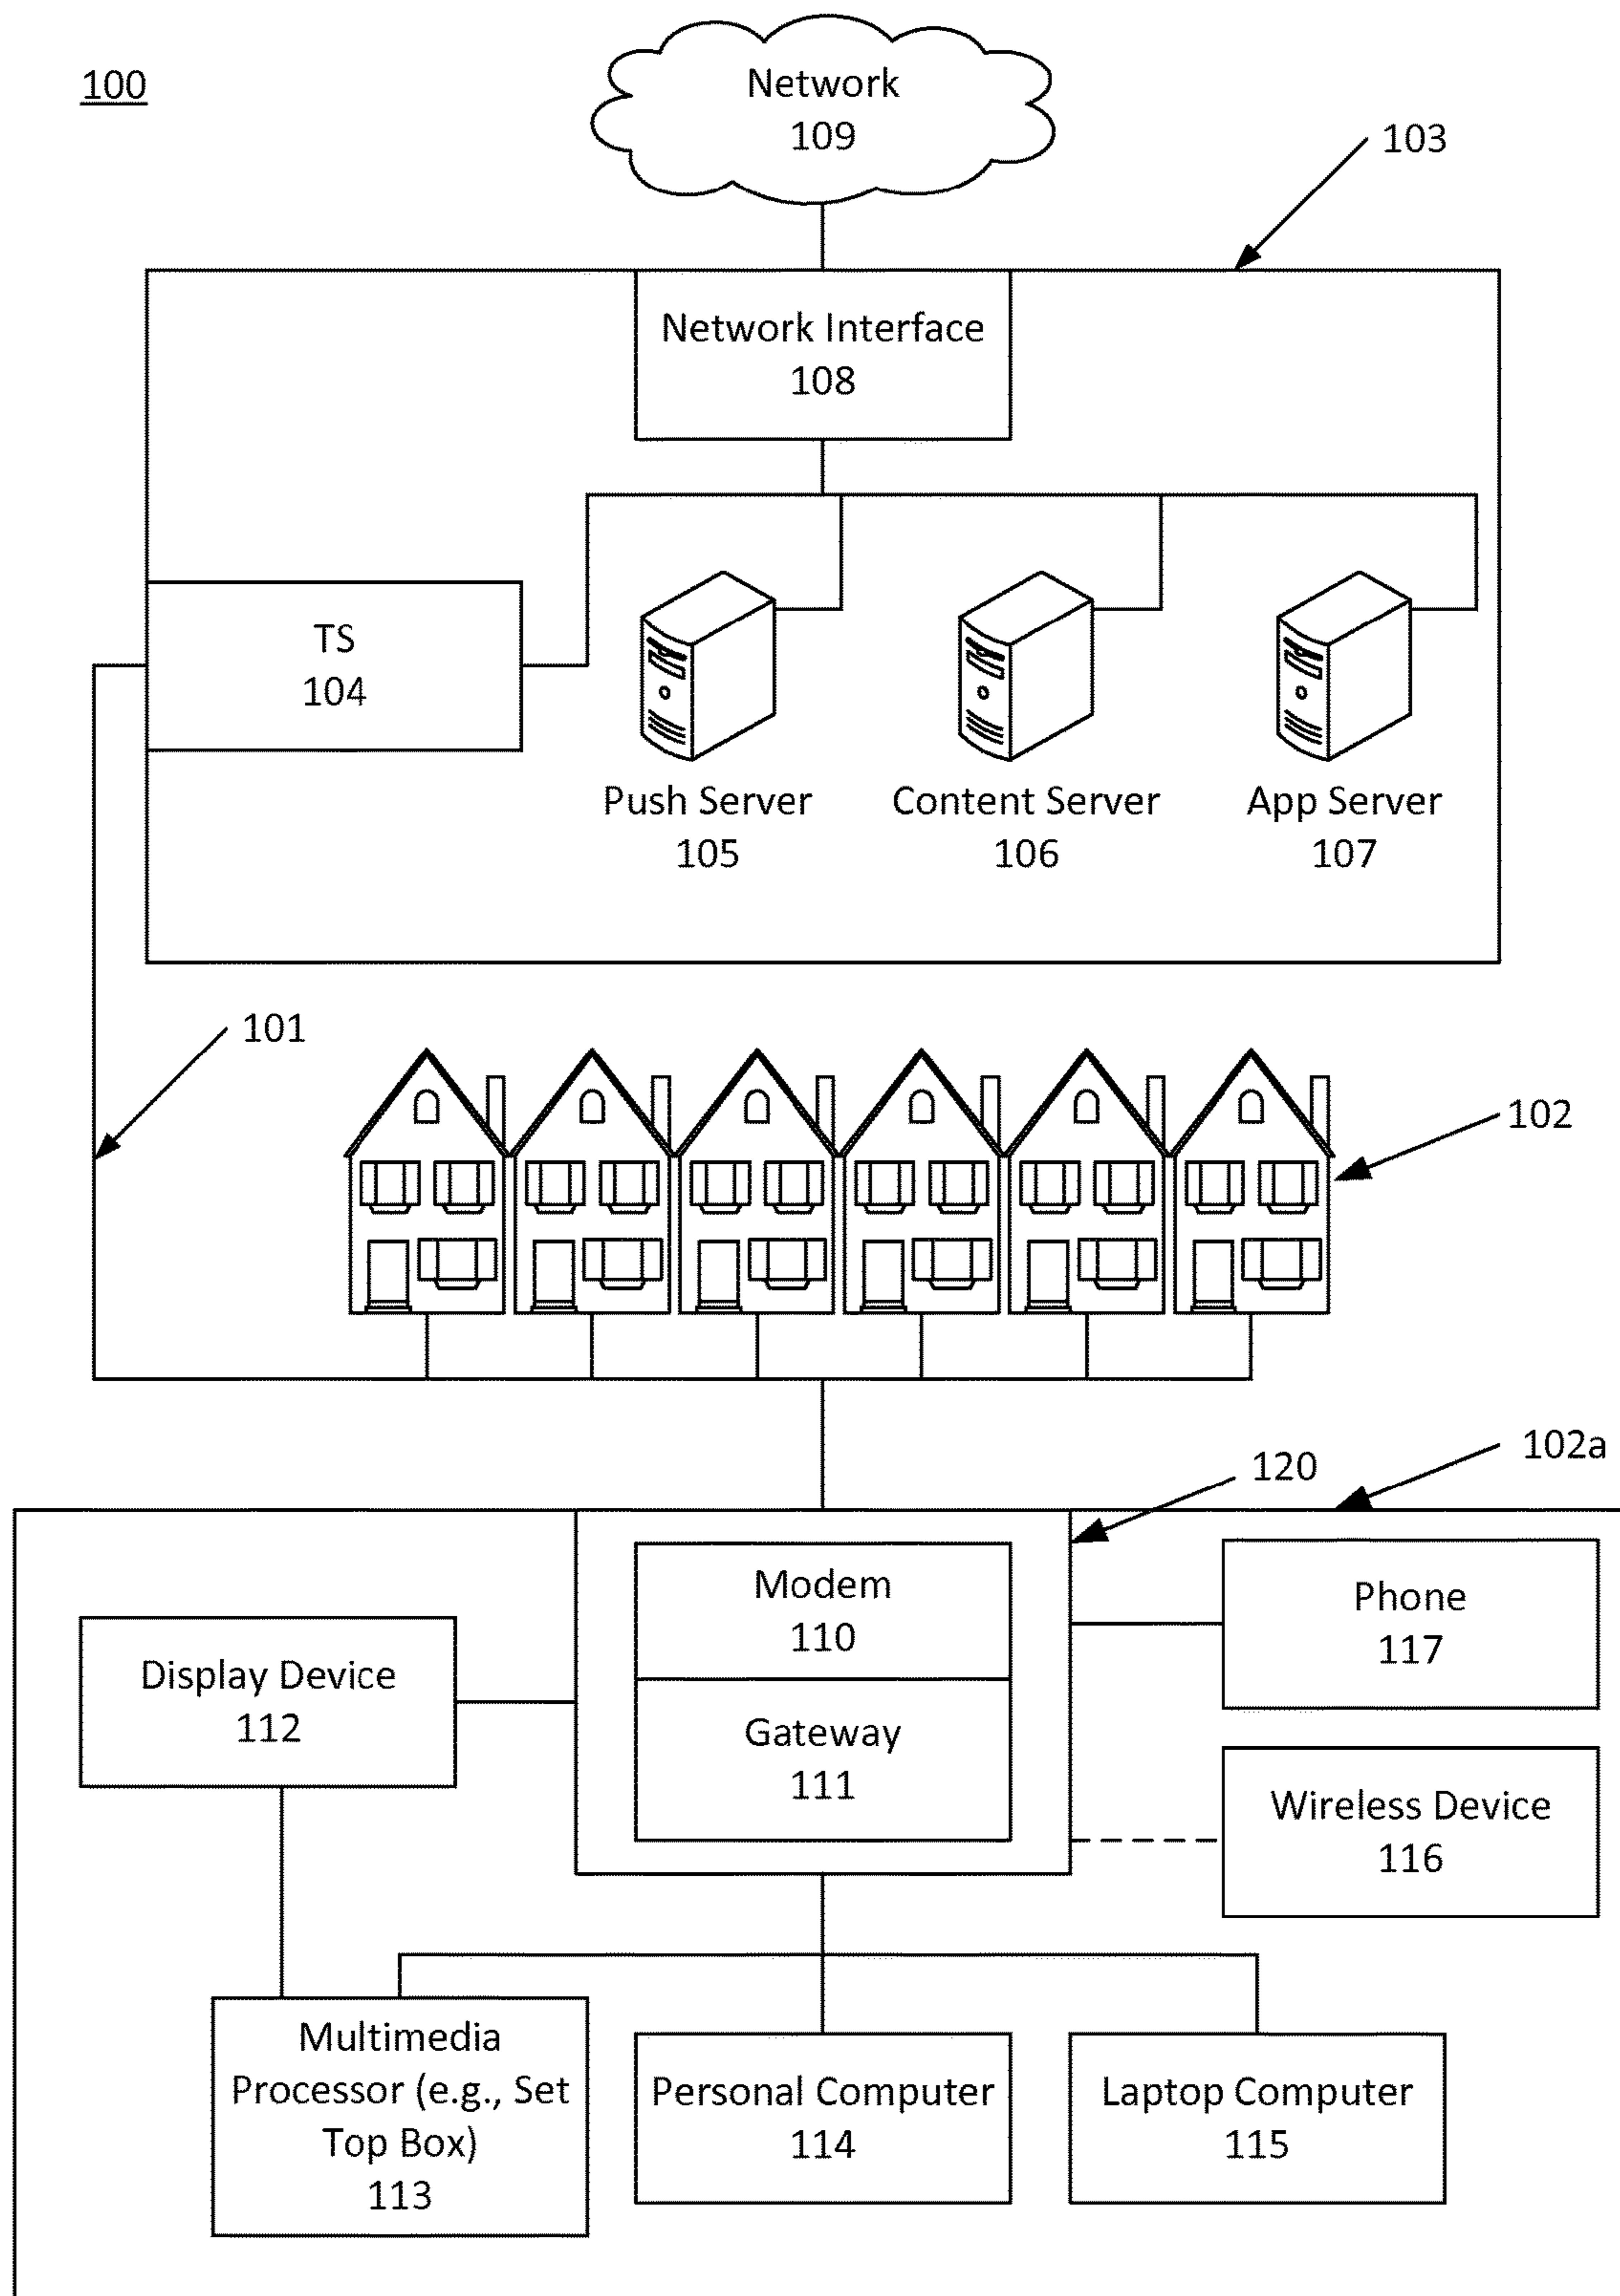 100
Network
109
103
Network Interface
108
TS
104
Push Server
105
Content Server
106
App Server
107
101
102
102a
120
Modem
110
Gateway
111
Phone
117
Display Device
112
Wireless Device
116
Multimedia
Processor (e.g., Set
Top Box)
113
Personal Computer
114
Laptop Computer
115